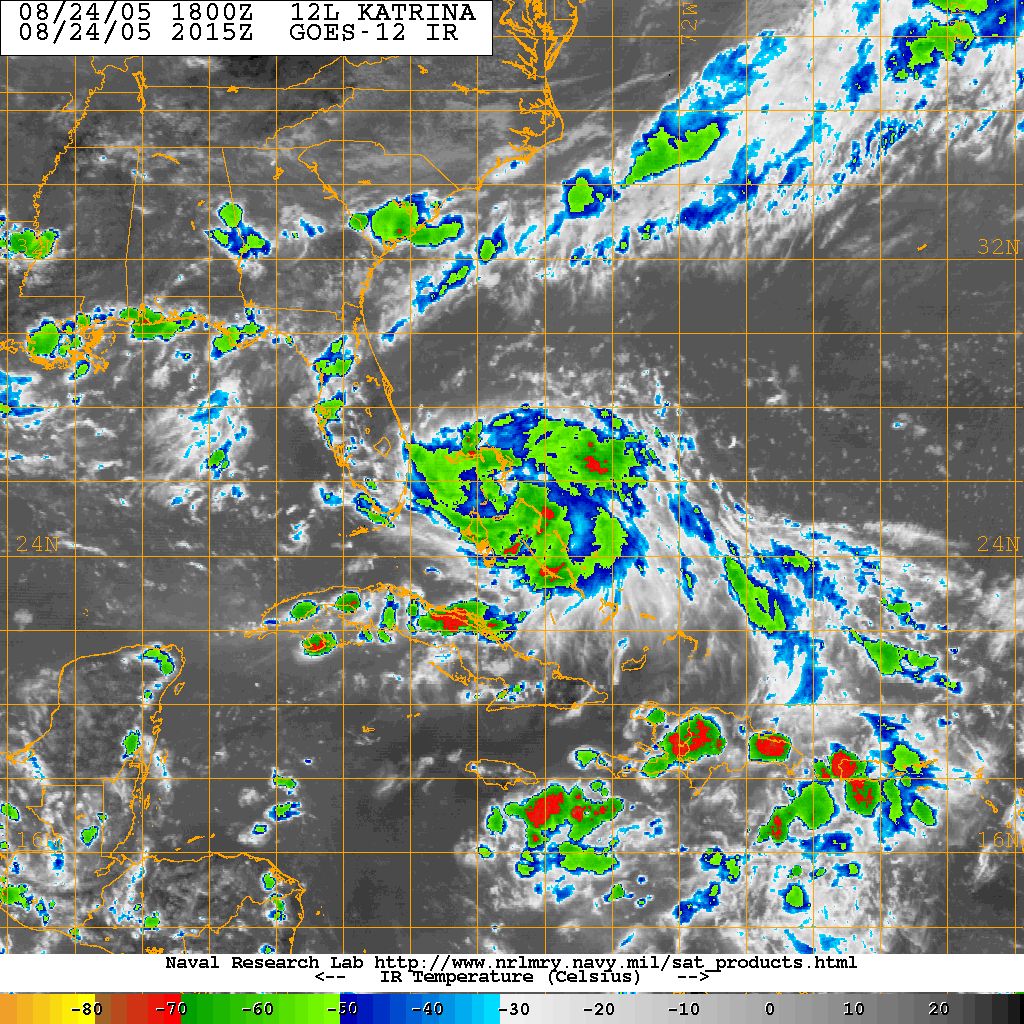 08/24/05 1800Z 12L KATRINA
08/24/05 2015Z GOES-12 IR
72W
32N
24N 24N
16N 16N
Naval Research Lab http://www.nrlmry.navy.mil/sat_products.html
<-- IR Temperature (Celsius) -->
-80 -70 -60 -50 -40 -30 -20 -10 0 10 20